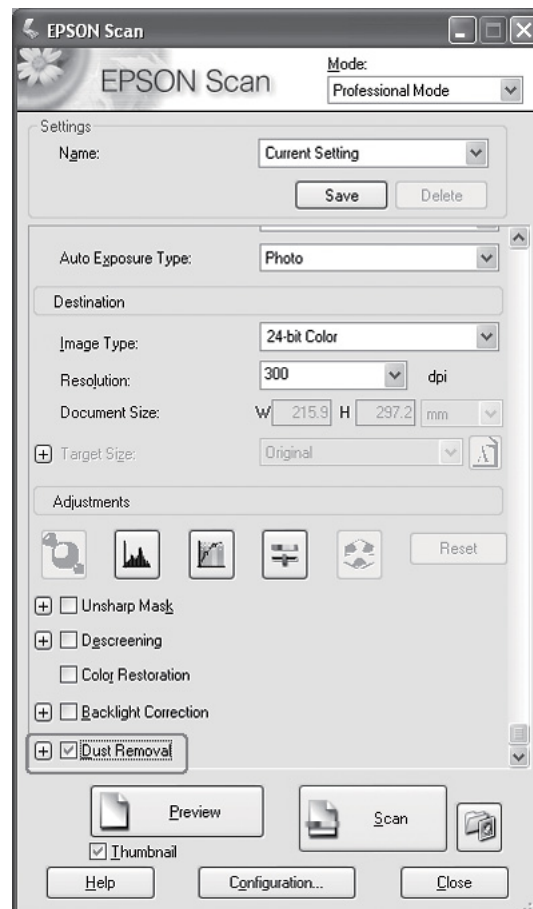 EPSON Scan
EPSON Scan
Mode:
Professional Mode
Settings
Name:
Current Setting
Save
Delete
Auto Exposure Type:
Photo
Destination
Image Type:
24-bit Color
Resolution:
300
dpi
Document Size:
W 215.9 H 297.2 mm
Target Size:
Original
Adjustments
Reset
Unsharp Mask
Descreening
Color Restoration
Backlight Correction
Dust Removal
Preview
Scan
Thumbnail
Help
Configuration...
Close